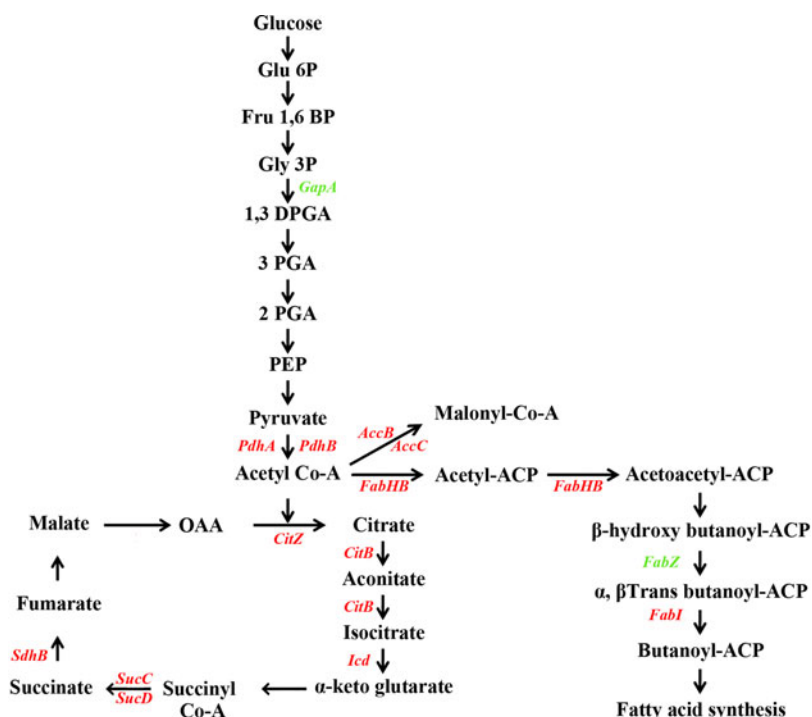 Glucose
Glu 6P
Fru 1,6 BP
Gly 3P
GapA
1,3 DPGA
3 PGA
2 PGA
PEP
Pyruvate
Malonyl-Co-A
AccB
AccC
PdhA PdhB
Acetyl Co-A
FabHB
Acetyl-ACP
FabHB
Acetoacetyl-ACP
Malate
OAA
CitZ
Citrate
β-hydroxy butanoyl-ACP
CitB
FabZ
Aconitate
α, βTrans butanoyl-ACP
Fumarate
CitB
FabI
Isocitrate
Butanoyl-ACP
SdhB
Icd
Succinate
SucC
SucD
Succinyl
Co-A
α-keto glutarate
Fatty acid synthesis